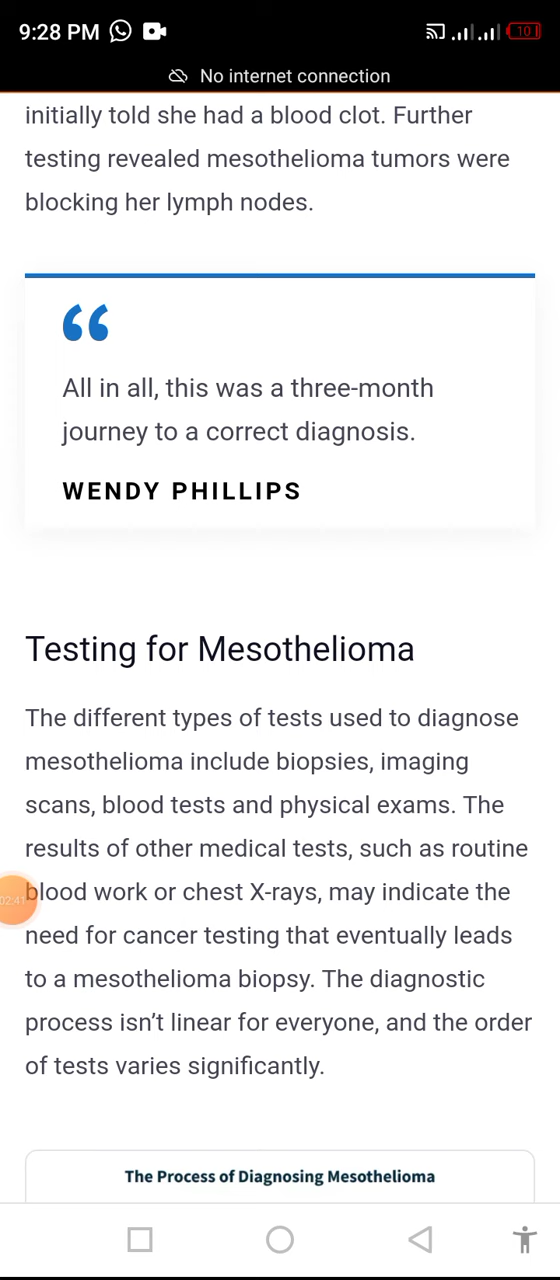 9:28 PM
10
No internet connection
initially told she had a blood clot. Further
testing revealed mesothelioma tumors were
blocking her lymph nodes.
“
All in all, this was a three-month
journey to a correct diagnosis.
WENDY PHILLIPS
Testing for Mesothelioma
The different types of tests used to diagnose
mesothelioma include biopsies, imaging
scans, blood tests and physical exams. The
results of other medical tests, such as routine
blood work or chest X-rays, may indicate the
02:41
need for cancer testing that eventually leads
to a mesothelioma biopsy. The diagnostic
process isn’t linear for everyone, and the order
of tests varies significantly.
The Process of Diagnosing Mesothelioma